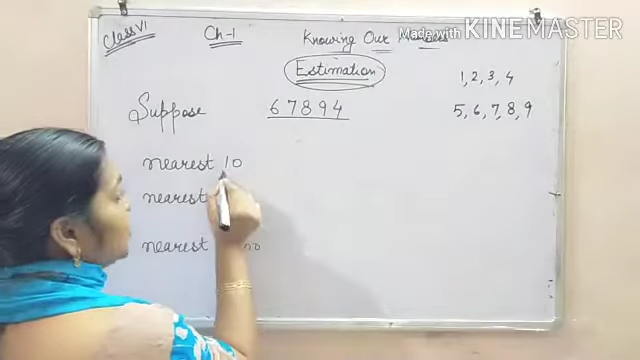 Made with KINEMASTER
Class VI Ch-1 Knowing Our
Estimation
1, 2, 3, 4
Suppose 67894 5, 6, 7, 8, 9
nearest 10
nearest
nearest